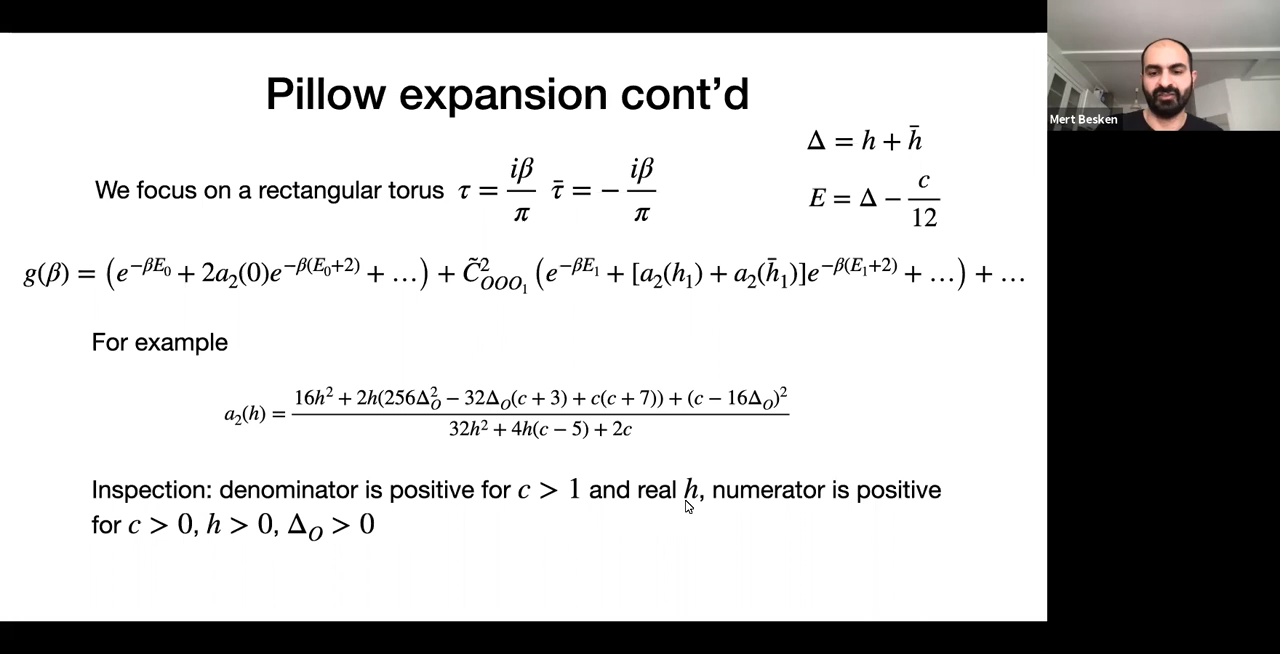 Pillow expansion cont'd
Mert Besken
Δ = h + h̄
We focus on a rectangular torus τ = iβ/π τ̄ = − iβ/π
E = Δ − c/12
g(β) = (e^{−βE₀} + 2a₂(0)e^{−β(E₀+2)} + …) + C̃²_{OOO₁} (e^{−βE₁} + [a₂(h₁) + a₂(h̄₁)]e^{−β(E₁+2)} + …) + …
For example
a₂(h) = (16h² + 2h(256Δ_O² − 32Δ_O(c + 3) + c(c + 7)) + (c − 16Δ_O)²) / (32h² + 4h(c − 5) + 2c)
Inspection: denominator is positive for c > 1 and real h, numerator is positive
for c > 0, h > 0, Δ_O > 0